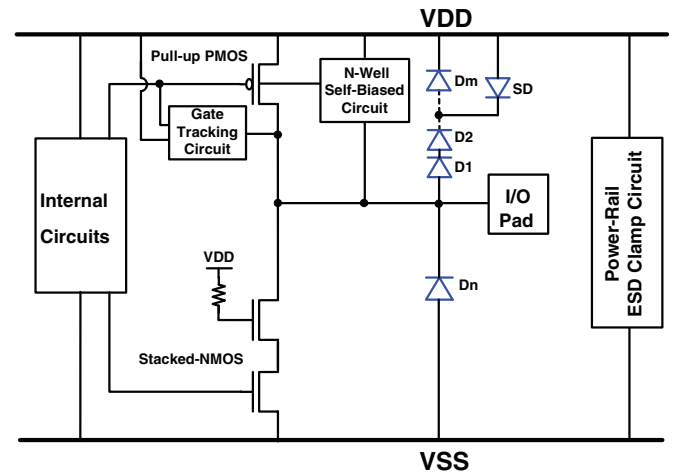 VDD
Pull-up PMOS
N-Well
Self-Biased
Circuit
Dm
SD
Gate
Tracking
Circuit
D2
D1
Internal
Circuits
I/O
Pad
Power-Rail
ESD Clamp Circuit
VDD
Dn
Stacked-NMOS
VSS